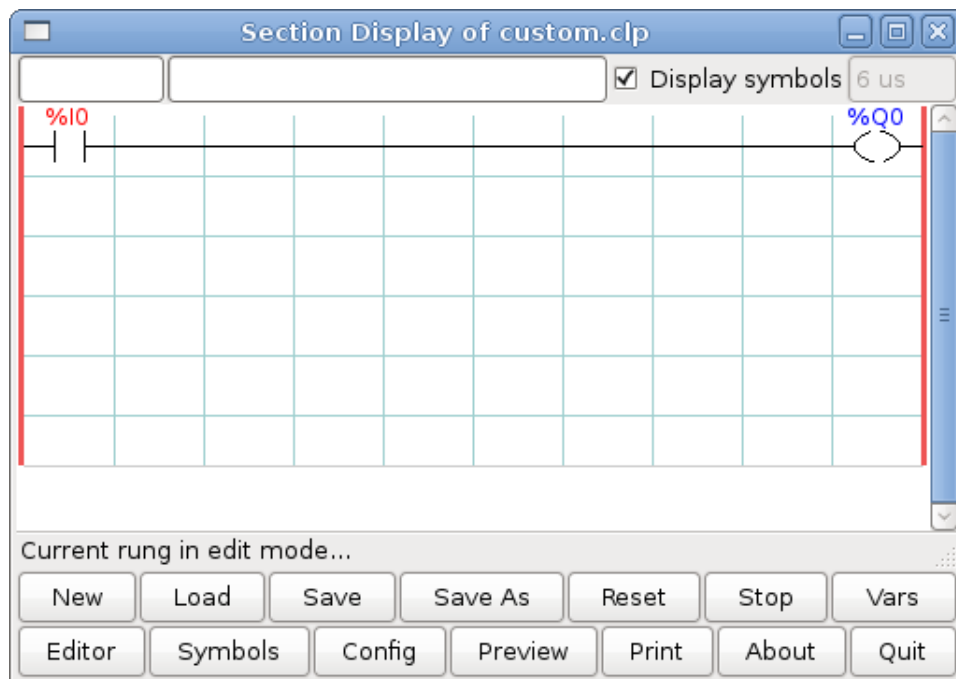 Section Display of custom.clp
Display symbols 6 us
%I0 %Q0
Current rung in edit mode...
New Load Save Save As Reset Stop Vars
Editor Symbols Config Preview Print About Quit